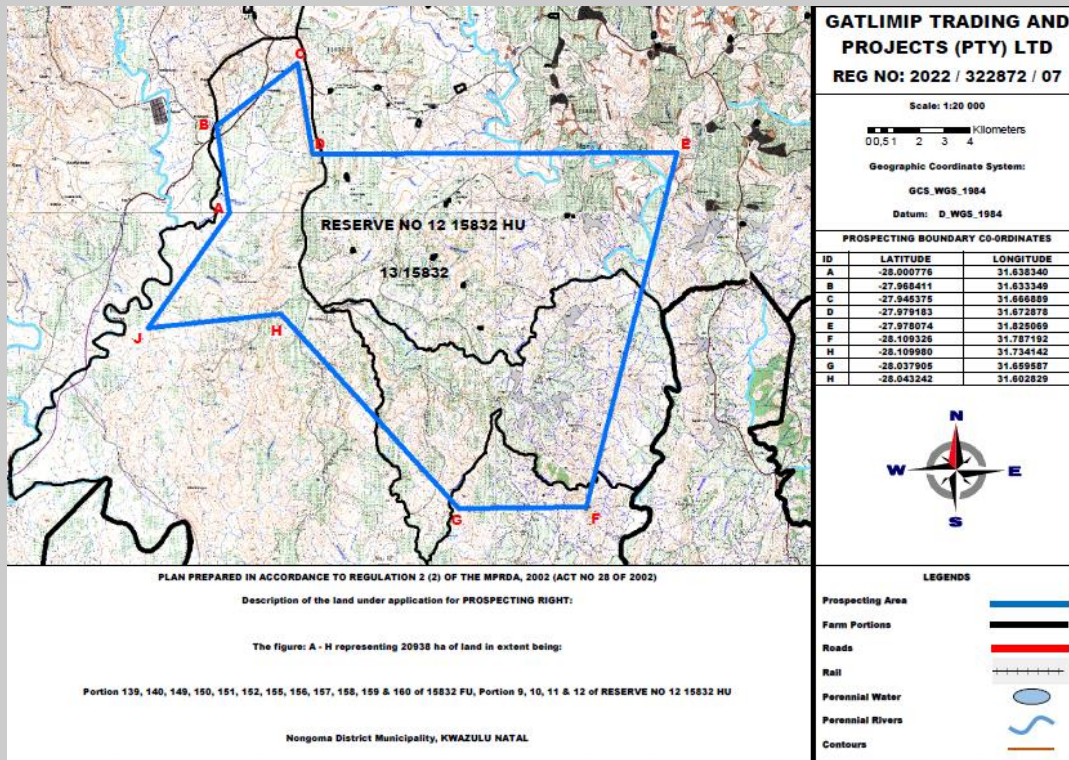 GATLIMIP TRADING AND
PROJECTS (PTY) LTD
REG NO: 2022 / 322872 / 07
Scale: 1:20 000
Kilometers
00,51 2 3 4
Geographic Coordinate System:
GCS_WGS_1984
Datum: D_WGS_1984
PROSPECTING BOUNDARY C0-0RDINATES
ID LATITUDE LONGITUDE
A -28.000776 31.638340
B -27.968411 31.633349
C -27.945375 31.666889
D -27.979183 31.672878
E -27.978074 31.825069
F -28.109326 31.787192
H -28.109980 31.734142
G -28.037905 31.659587
H -28.043242 31.602829
C
B
D
E
A
RESERVE NO 12 15832 HU
13/15832
J
H
G
F
N
W E
S
PLAN PREPARED IN ACCORDANCE TO REGULATION 2 (2) OF THE MPRDA, 2002 (ACT NO 28 OF 2002)
Description of the land under application for PROSPECTING RIGHT:
The figure: A - H representing 20938 ha of land in extent being:
Portion 139, 140, 149, 150, 151, 152, 155, 156, 157, 158, 159 & 160 of 15832 FU, Portion 9, 10, 11 & 12 of RESERVE NO 12 15832 HU
Nongoma District Municipality, KWAZULU NATAL
LEGENDS
Prospecting Area
Farm Portions
Roads
Rail
Perennial Water
Perennial Rivers
Contours